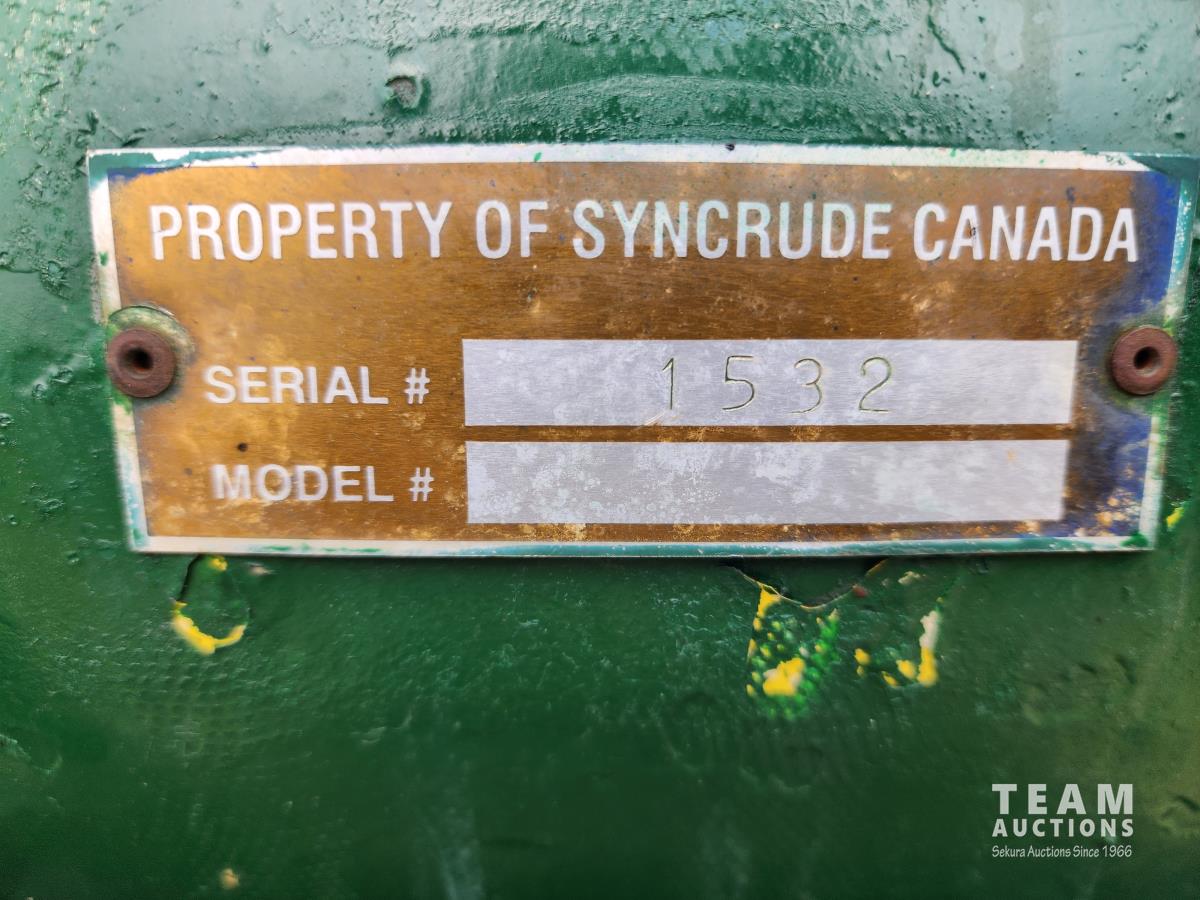 PROPERTY OF SYNCRUDE CANADA
SERIAL # 1532
MODEL #
TEAM
AUCTIONS
Sekura Auctions Since 1966